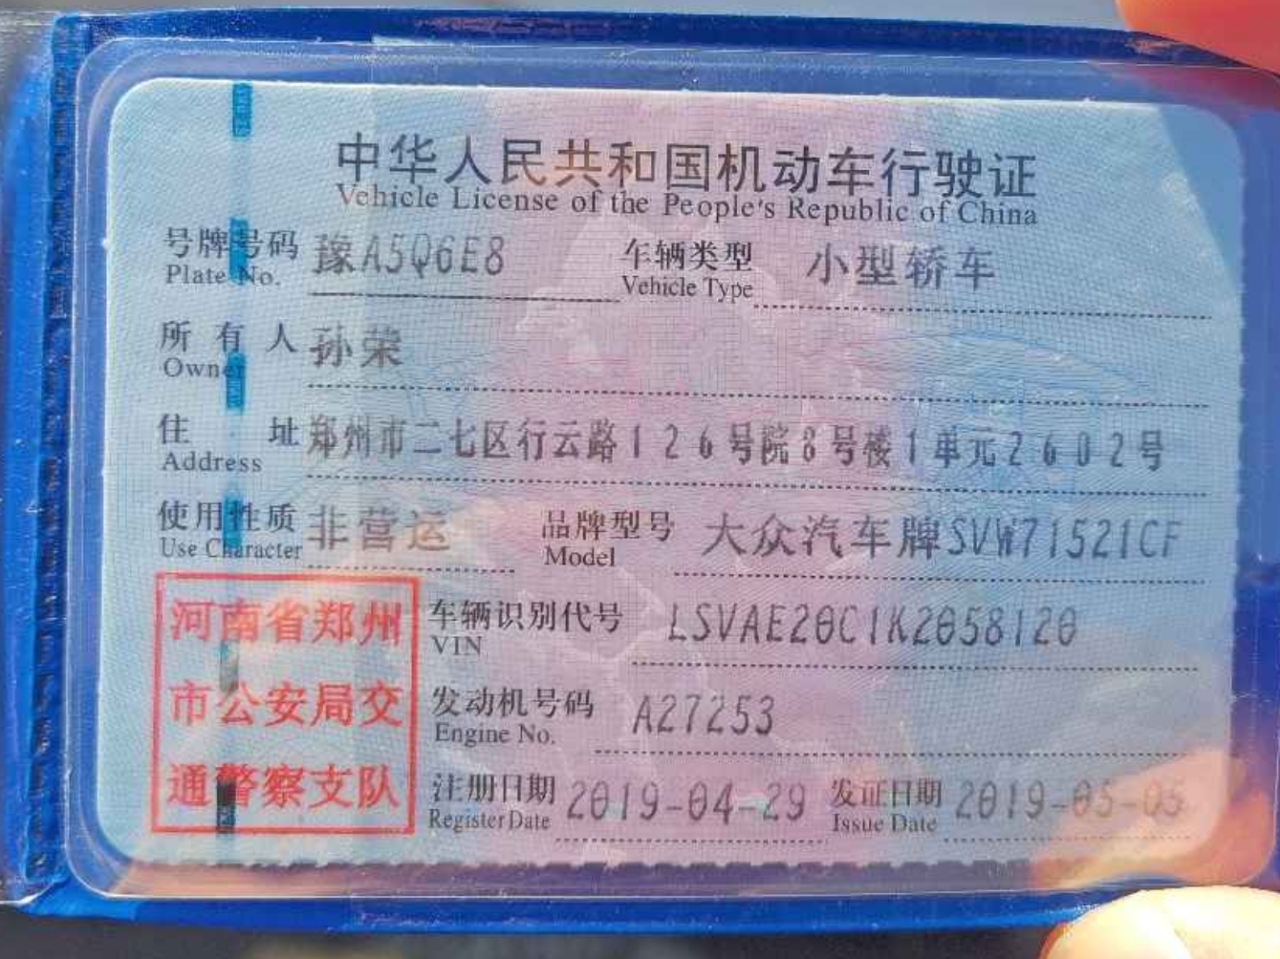 中华人民共和国机动车行驶证
Vehicle License of the People's Republic of China
号牌号码 豫A5Q6E8 车辆类型 小型轿车
Plate No. Vehicle Type
所有人 孙荣
Owner
住址 郑州市二七区行云路126号院8号楼1单元2602号
Address
使用性质 非营运 品牌型号 大众汽车牌SVW71521CF
Use Character Model
河南省郑州
市公安局交
通警察支队
车辆识别代号 LSVAE20C1K2058120
VIN
发动机号码 A27253
Engine No.
注册日期 2019-04-29 发证日期 2019-05-05
Register Date Issue Date